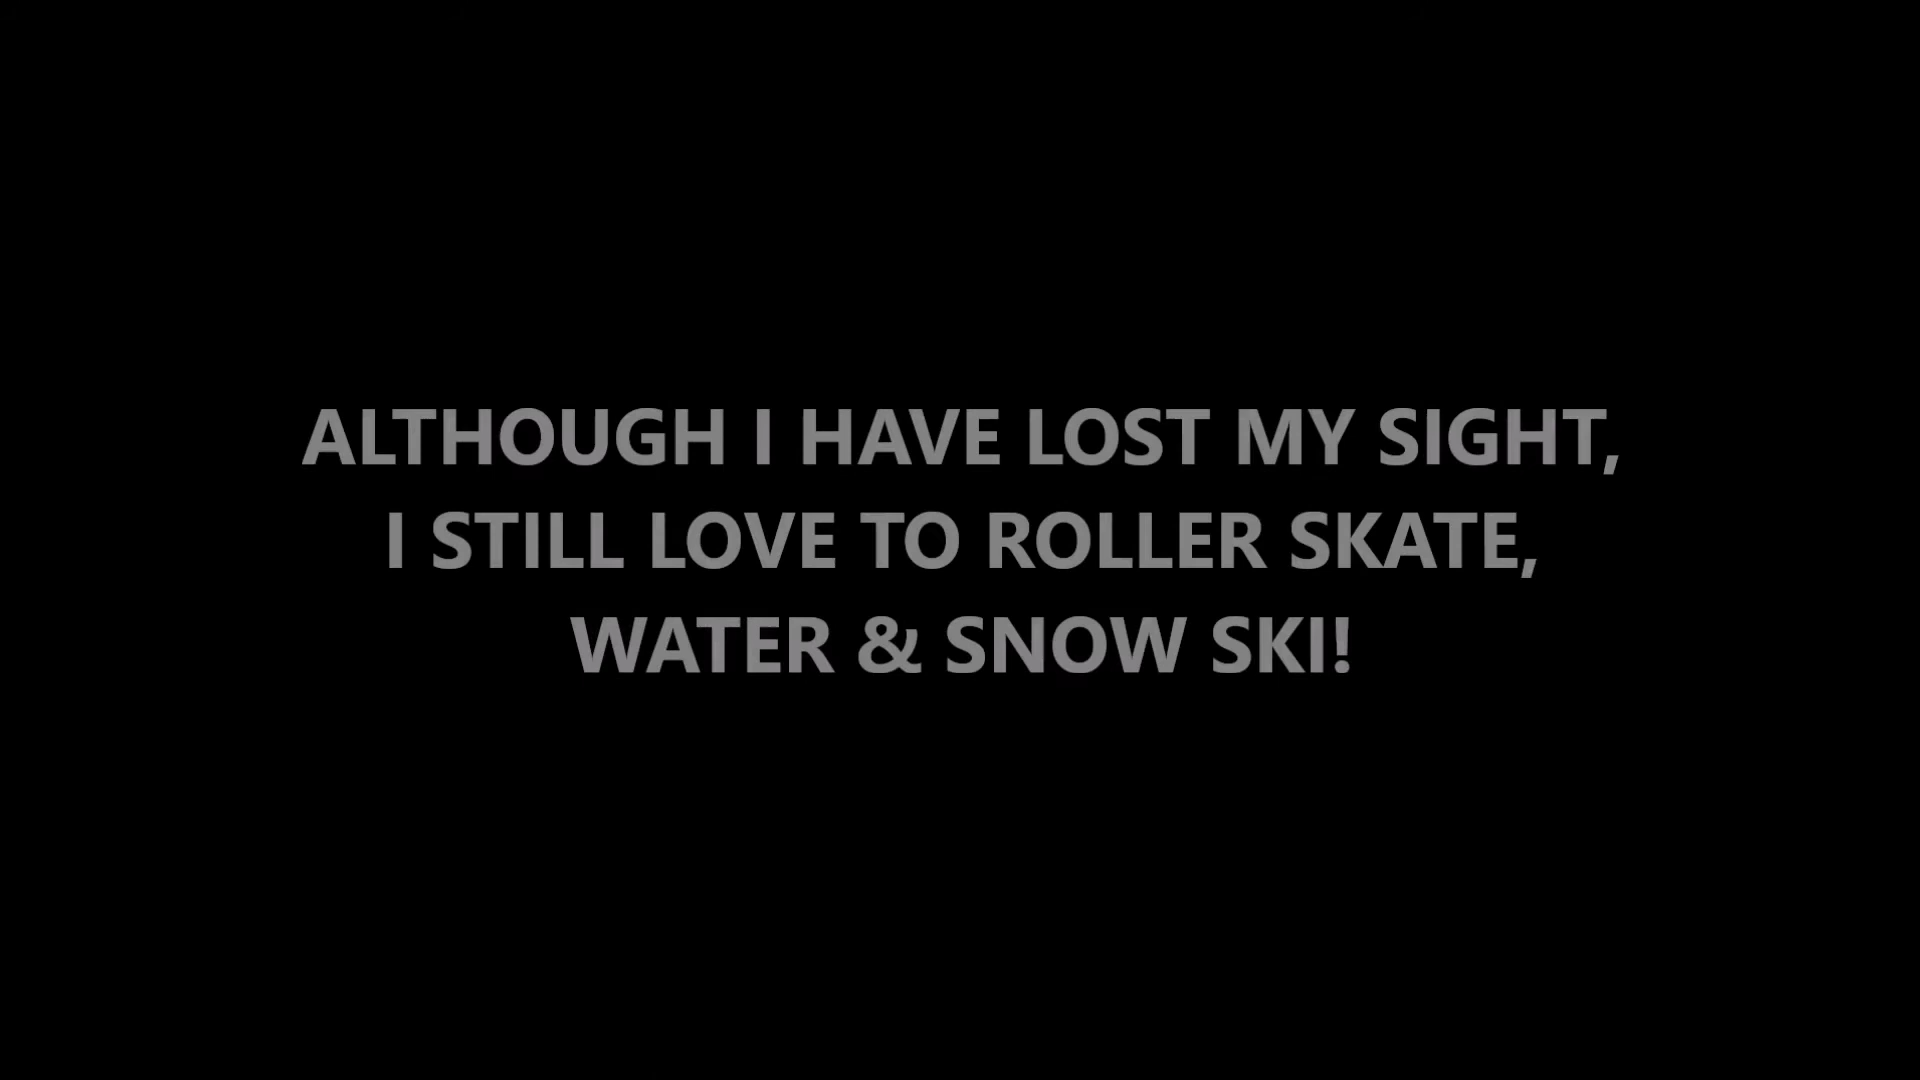 ALTHOUGH I HAVE LOST MY SIGHT,
I STILL LOVE TO ROLLER SKATE,
WATER & SNOW SKI!